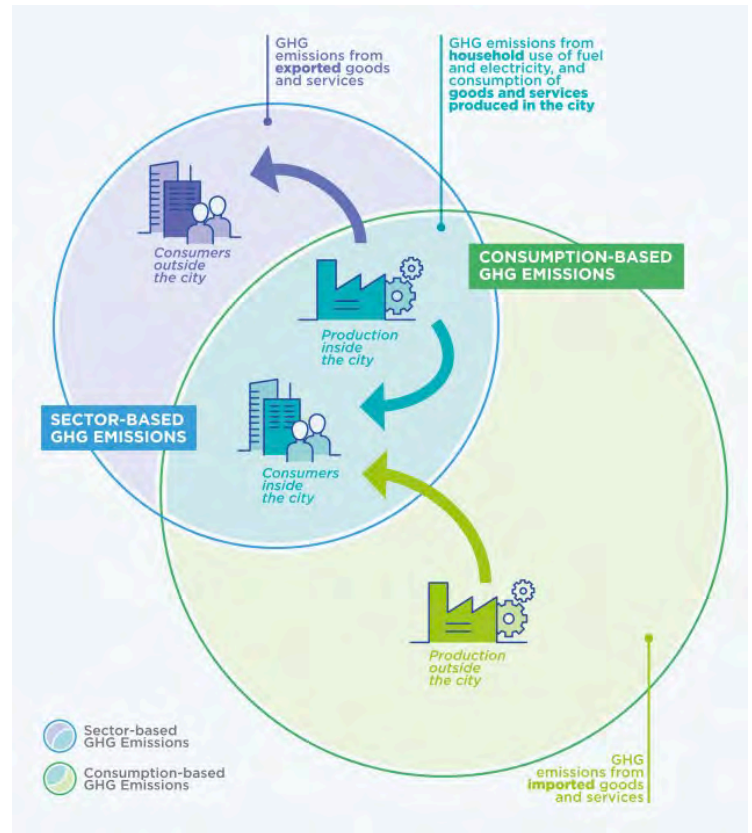 GHG
emissions from
exported goods
and services
GHG emissions from
household use of fuel
and electricity, and
consumption of
goods and services
produced in the city
Consumers
outside
the city
CONSUMPTION-BASED
GHG EMISSIONS
Production
inside
the city
SECTOR-BASED
GHG EMISSIONS
Consumers
inside
the city
Production
outside
the city
Sector-based
GHG Emissions
Consumption-based
GHG Emissions
GHG
emissions from
imported goods
and services